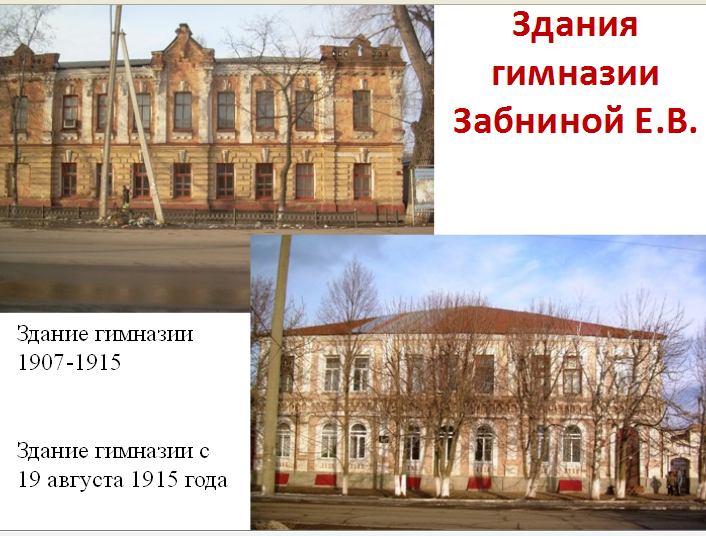 Здания
гимназии
Забниной Е.В.
Здание гимназии
1907-1915
Здание гимназии с
19 августа 1915 года